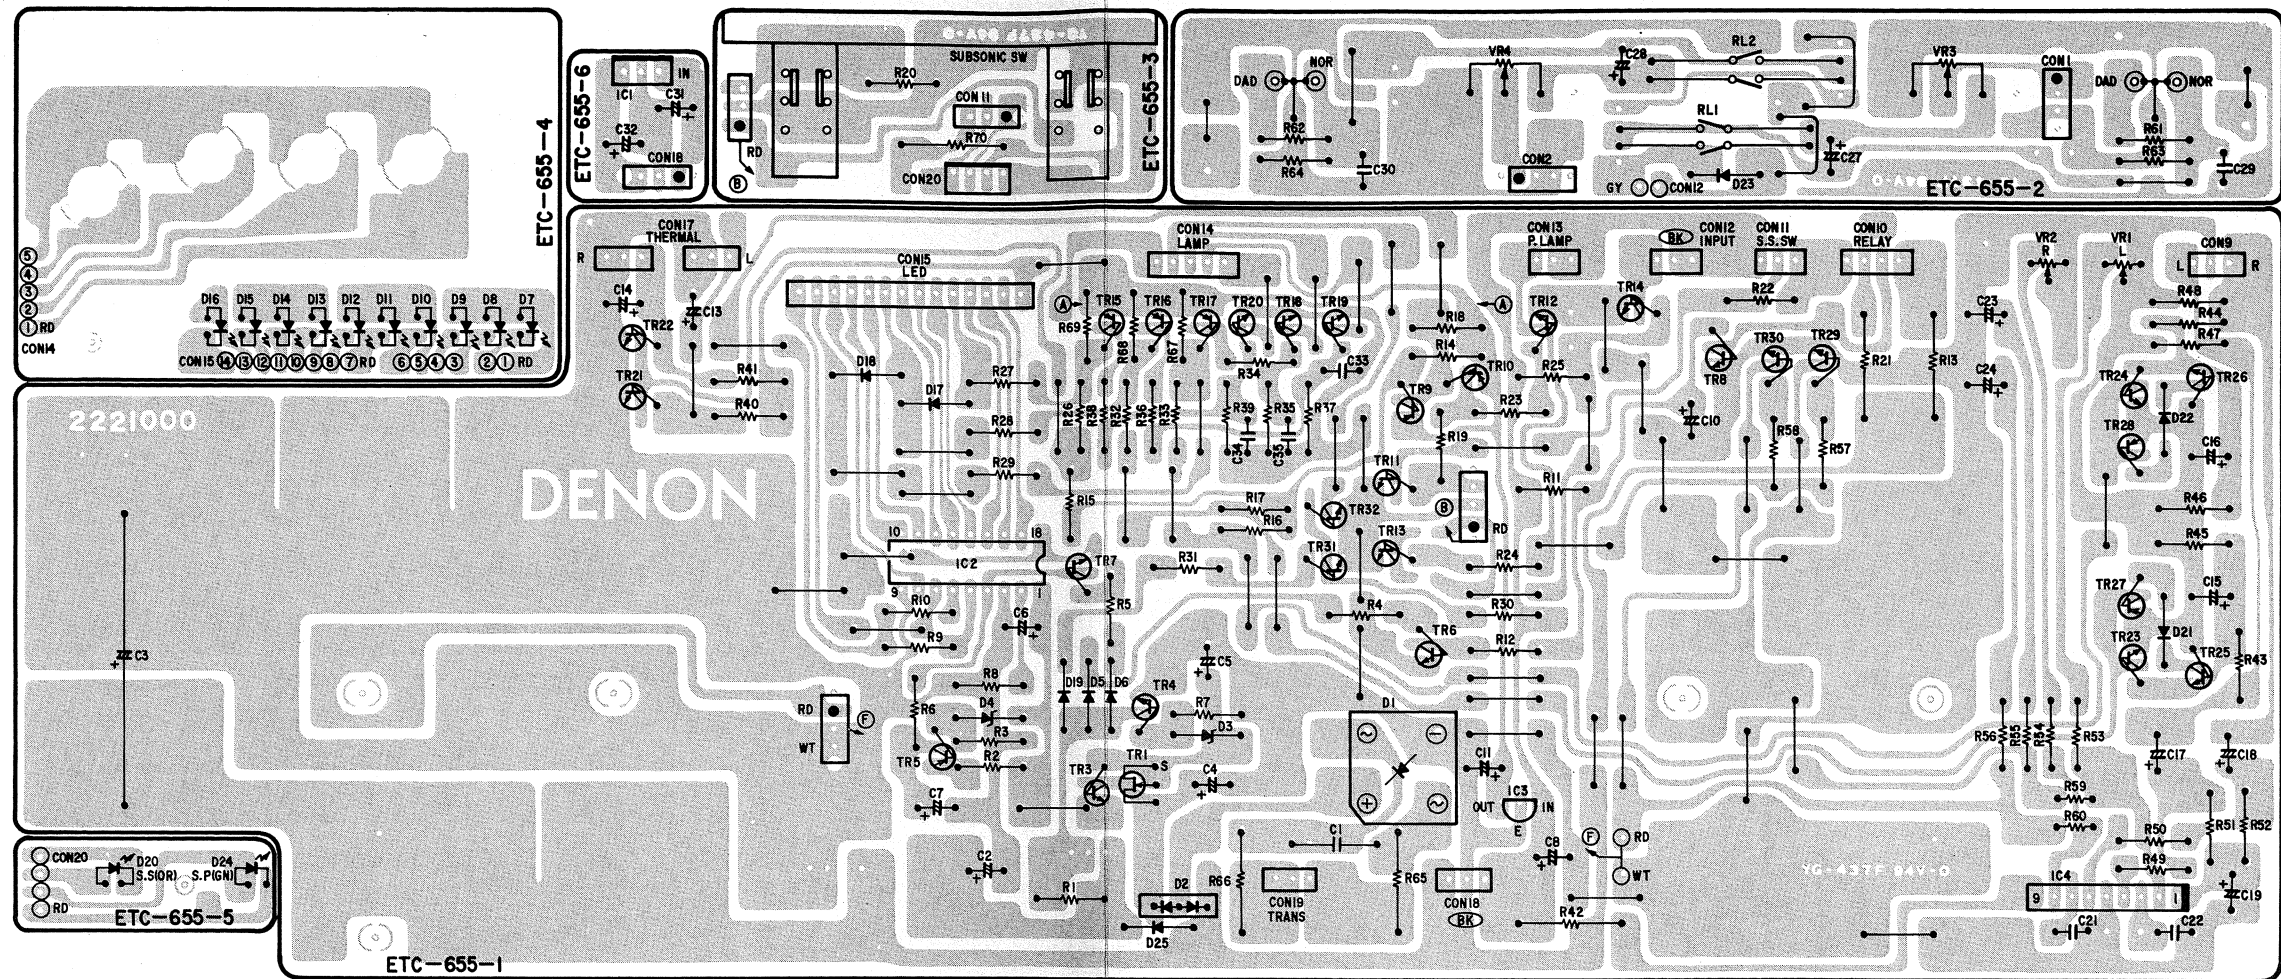 ETC-655-4
5
4
3
2
1 RD
CON14
D16 D15 D14 D13 D12 D11 D10 D9 D8 D7
CON15 14 13 12 11 10 9 8 7 RD 6 5 4 3 2 1 RD
ETC-655-6
IN
IC1
C31
C32
CON18
ETC-655-3
SUBSONIC SW
R20
CON11
R70
RD
B
CON20
ETC-655-2
DAD NOR
VR4
C28
RL2
VR3
CON1
DAD NOR
RL1
R62
R64
C30
CON2
GY CON12
D23
C27
R61
R63
C29
2221000
DENON
CON17
THERMAL
R L
CON15
LED
CON14
LAMP
CON13
P.LAMP
BK CON12
INPUT
CON11
S.S.SW
CON10
RELAY
VR2
R
VR1
L
CON9
L R
C14
C13
TR22
TR21
R41
R40
D18
D17
R27
R28
R29
A
TR15 TR16 TR17 TR20 TR18 TR19
A
R69
R68
R67
R34
C33
R26 R38 R32 R36 R33 R39 R35 R37
C34
C35
R18
R14
TR10
TR9
R19
TR12
TR14
R25
R23
R22
TR8
TR30
TR29
R21
R13
C23
C24
C10
R58
R57
R48
R44
R47
TR24
TR26
D22
TR28
C16
R46
R45
R15
R17
R16
TR11
TR32
TR13
TR31
B
RD
R11
R24
10 18
IC2
9 1
TR7
R31
R5
R4
R30
R12
TR6
R10
R9
C6
TR27
C15
D21
TR23
TR25
R43
C3
RD
F
WT
R8
R6
D4
R3
R2
TR5
C7
C2
D19 D5 D6
TR4
C5
R7
D3
TR3
TR1
S
C4
D1
C11
IC3
OUT IN
E
R56 R55 R54 R53
C17
C18
R59
R60
R51
R52
R50
R49
C1
R66
R65
C8
F
RD
WT
R1
D2
D25
CON19
TRANS
CON18
BK
R42
YG-437F 94V-0
IC4
9 1
C19
C21
C22
CON20
D20
S.S(OR)
D24
S.P(GN)
RD
ETC-655-5
ETC-655-1